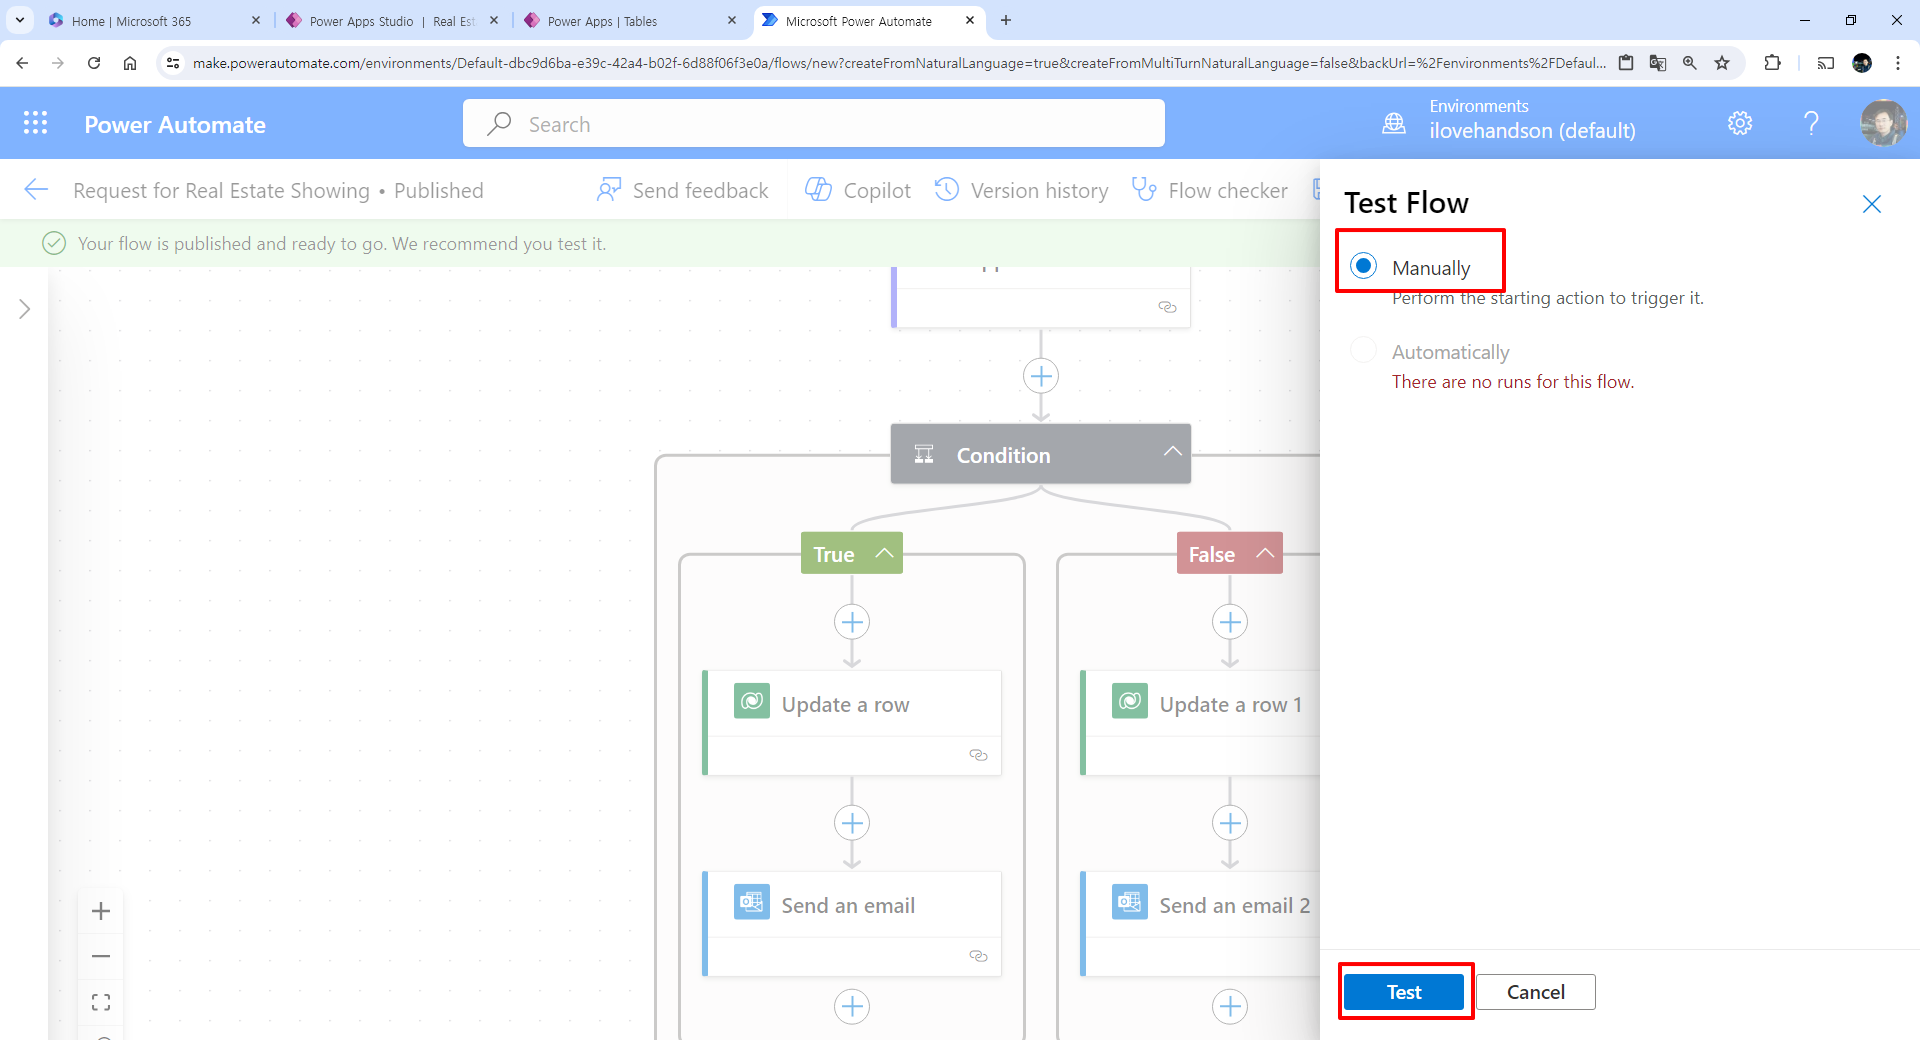 Home | Microsoft 365
Power Apps Studio | Real Est
Power Apps | Tables
Microsoft Power Automate
make.powerautomate.com/environments/Default-dbc9d6ba-e39c-42a4-b02f-6d88f06f3e0a/flows/new?createFromNaturalLanguage=true&createFromMultiTurnNaturalLanguage=false&backUrl=%2Fenvironments%2FDefaul...
Power Automate
Search
Environments
ilovehandson (default)
Request for Real Estate Showing • Published
Send feedback
Copilot
Version history
Flow checker
Your flow is published and ready to go. We recommend you test it.
Test Flow
Manually
Perform the starting action to trigger it.
Automatically
There are no runs for this flow.
Condition
True
False
Update a row
Update a row 1
Send an email
Send an email 2
Test
Cancel